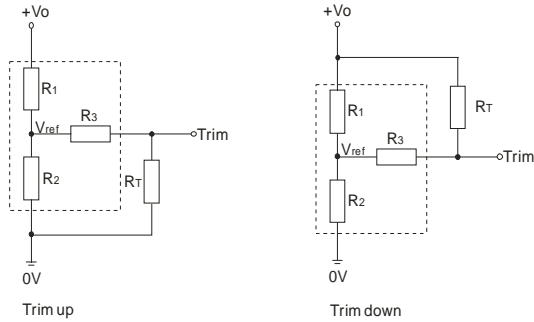 +Vo
R1
Vref
R3
Trim
R2
RT
0V
Trim up
+Vo
R1
RT
Vref
R3
Trim
R2
0V
Trim down